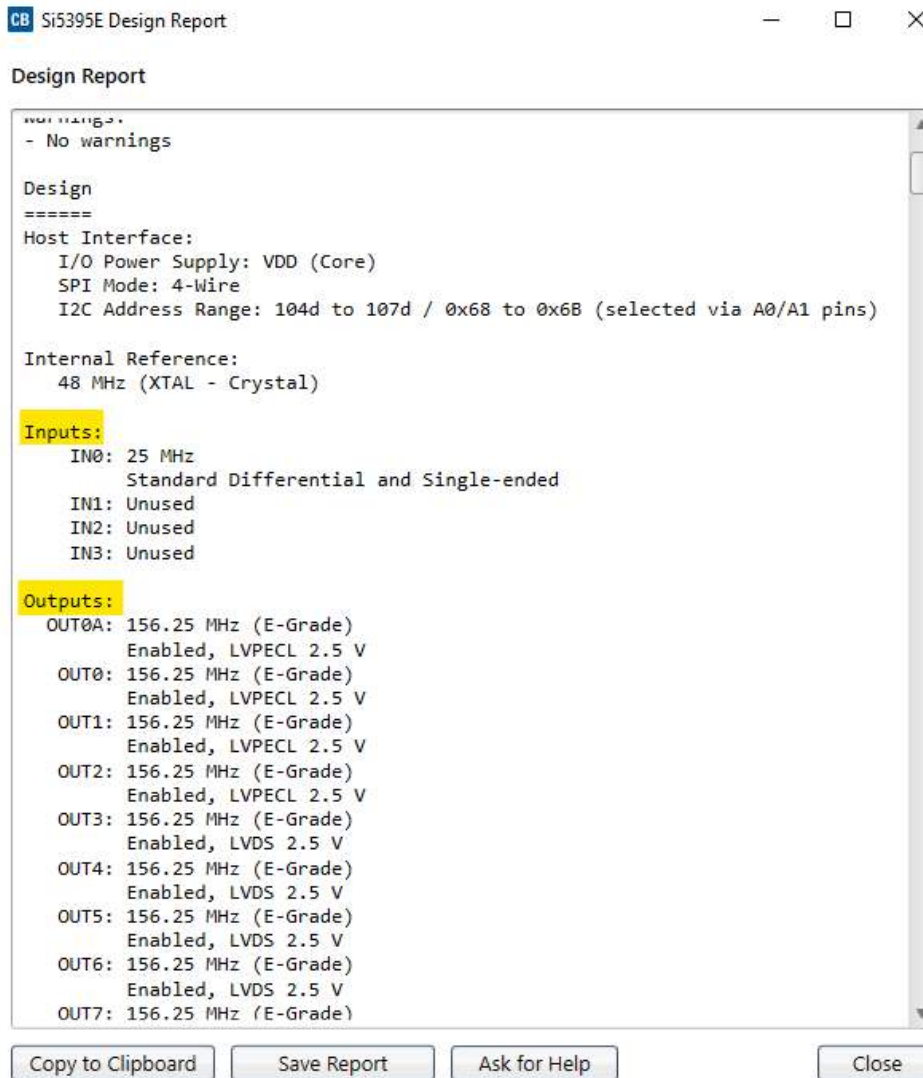 CB Si5395E Design Report
Design Report
Warnings:
- No warnings
Design
======
Host Interface:
I/O Power Supply: VDD (Core)
SPI Mode: 4-Wire
I2C Address Range: 104d to 107d / 0x68 to 0x6B (selected via A0/A1 pins)
Internal Reference:
48 MHz (XTAL - Crystal)
Inputs:
IN0: 25 MHz
Standard Differential and Single-ended
IN1: Unused
IN2: Unused
IN3: Unused
Outputs:
OUT0A: 156.25 MHz (E-Grade)
Enabled, LVPECL 2.5 V
OUT0: 156.25 MHz (E-Grade)
Enabled, LVPECL 2.5 V
OUT1: 156.25 MHz (E-Grade)
Enabled, LVPECL 2.5 V
OUT2: 156.25 MHz (E-Grade)
Enabled, LVPECL 2.5 V
OUT3: 156.25 MHz (E-Grade)
Enabled, LVDS 2.5 V
OUT4: 156.25 MHz (E-Grade)
Enabled, LVDS 2.5 V
OUT5: 156.25 MHz (E-Grade)
Enabled, LVDS 2.5 V
OUT6: 156.25 MHz (E-Grade)
Enabled, LVDS 2.5 V
OUT7: 156.25 MHz (E-Grade)
Copy to Clipboard Save Report Ask for Help Close